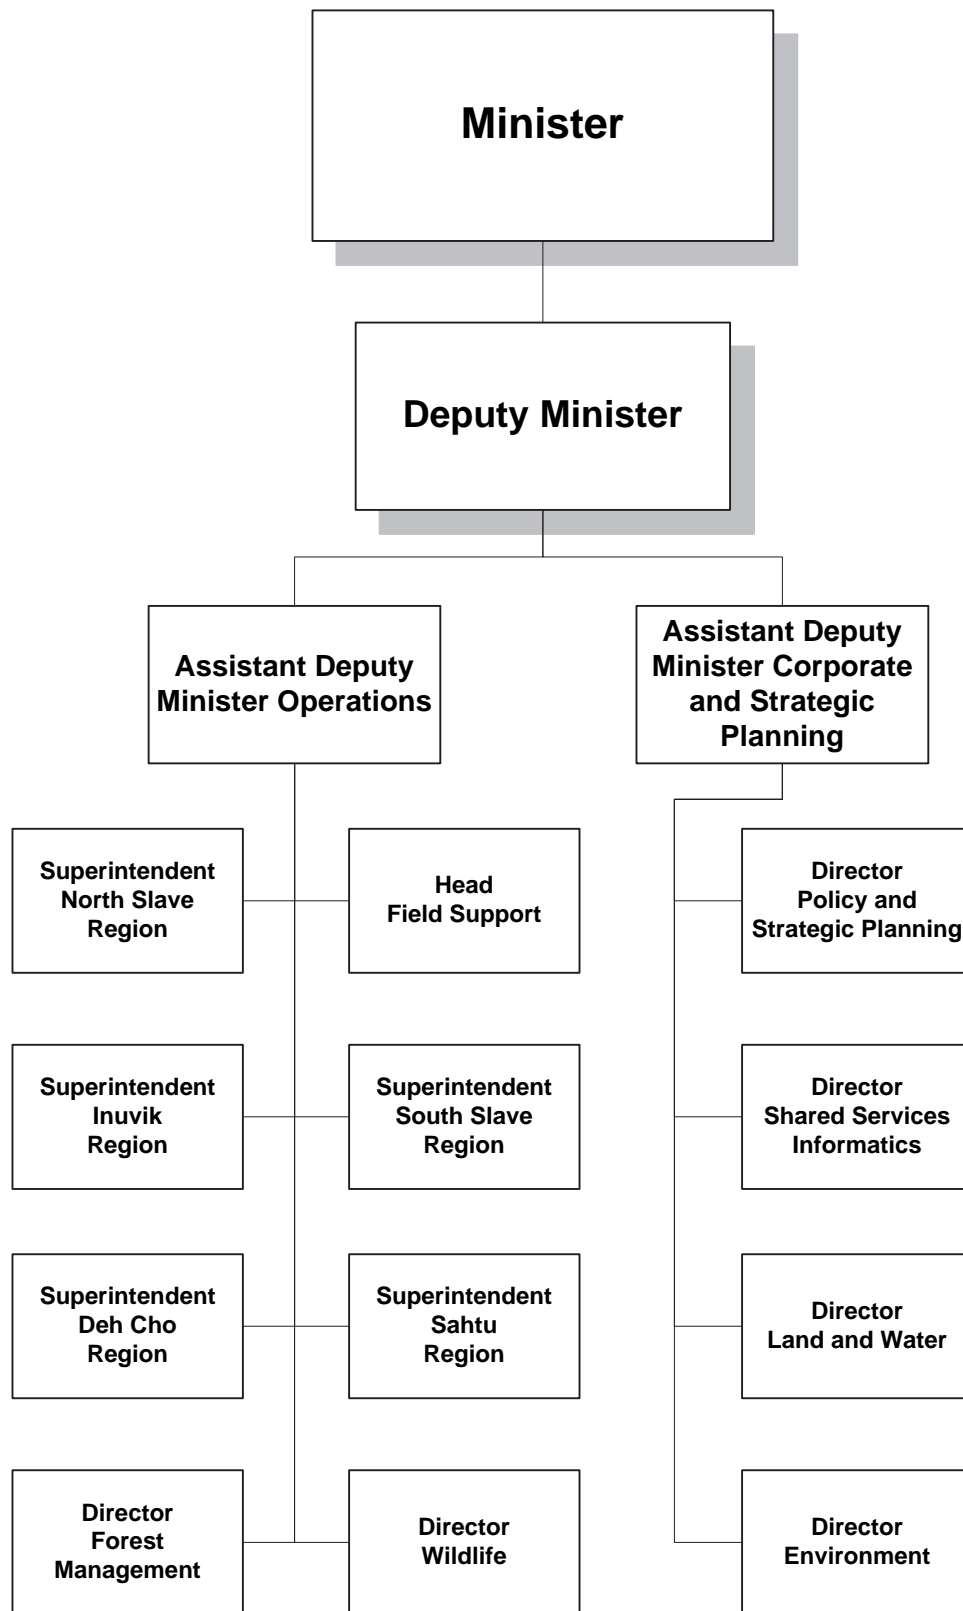 Minister
Deputy Minister
Assistant Deputy
Minister Operations
Assistant Deputy
Minister Corporate
and Strategic
Planning
Superintendent
North Slave
Region
Head
Field Support
Director
Policy and
Strategic Planning
Superintendent
Inuvik
Region
Superintendent
South Slave
Region
Director
Shared Services
Informatics
Superintendent
Deh Cho
Region
Superintendent
Sahtu
Region
Director
Land and Water
Director
Forest
Management
Director
Wildlife
Director
Environment